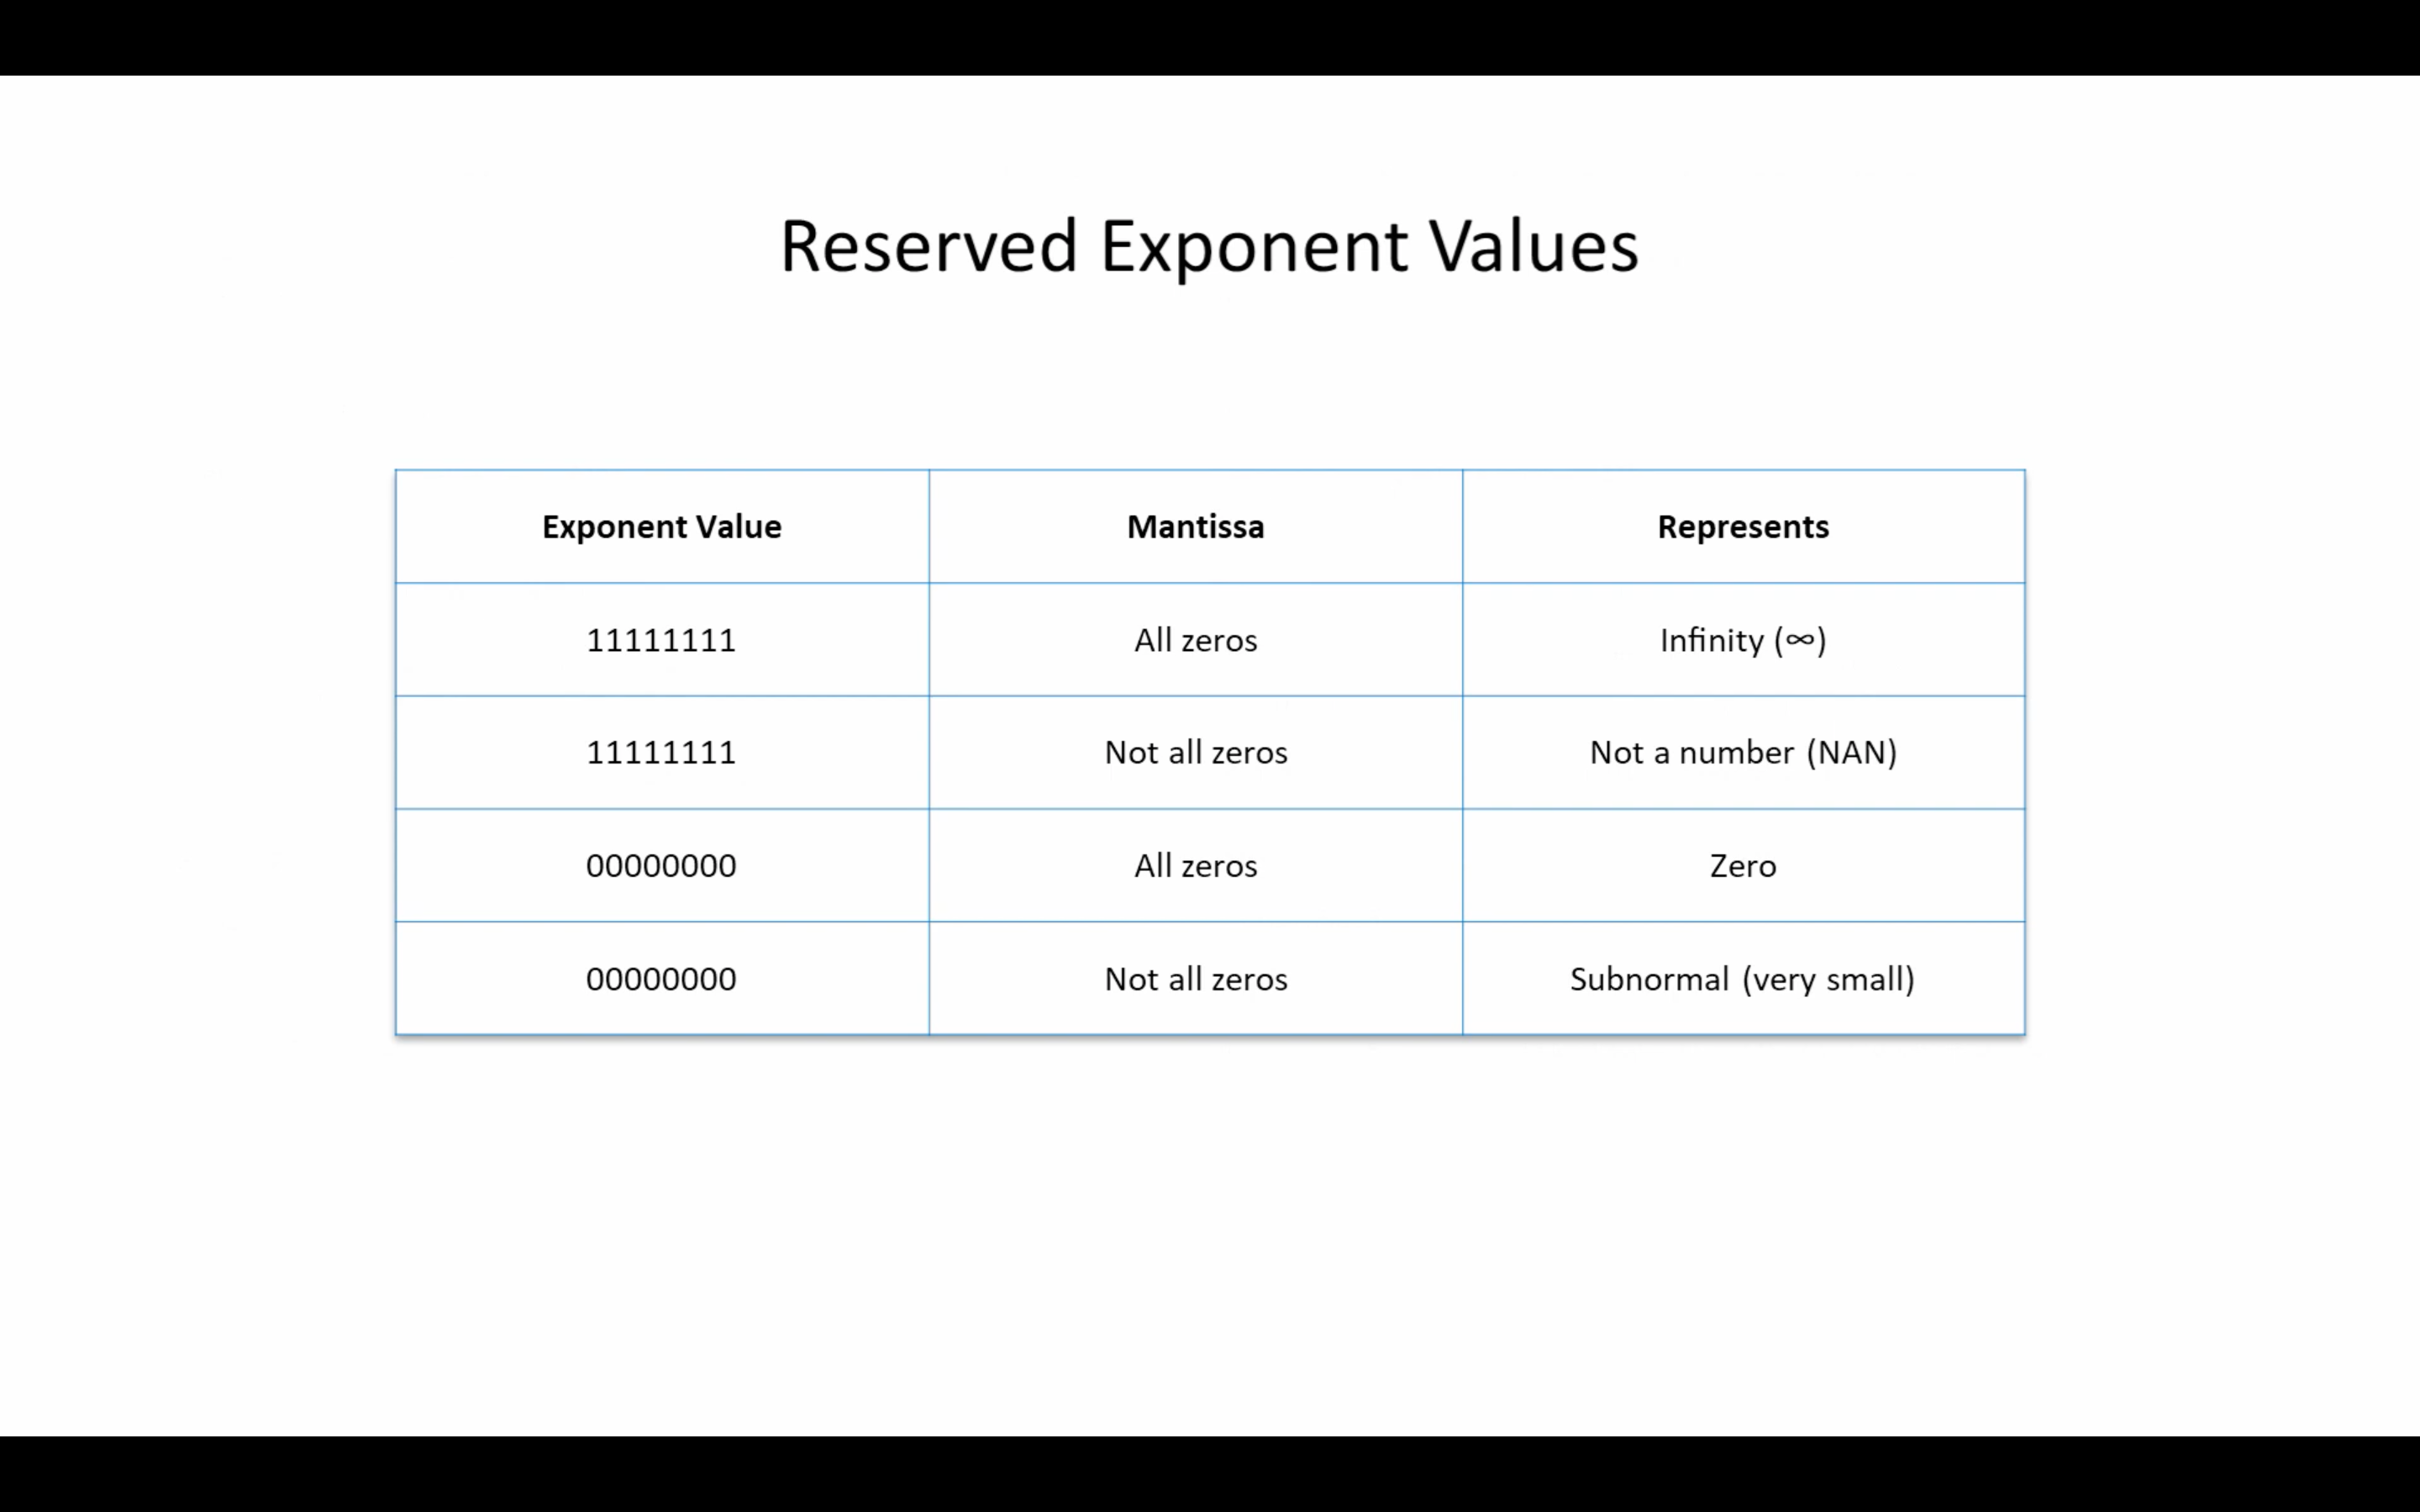 Reserved Exponent Values
Exponent Value Mantissa Represents
11111111 All zeros Infinity (∞)
11111111 Not all zeros Not a number (NAN)
00000000 All zeros Zero
00000000 Not all zeros Subnormal (very small)